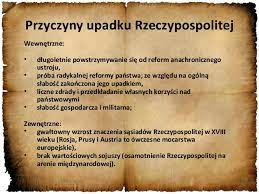 Przyczyny upadku Rzeczypospolitej
Wewnętrzne:
• długoletnie powstrzymywanie się od reform anachronicznego
ustroju,
• próba radykalnej reformy państwa; ze względu na ogólną
słabość zakończona jego upadkiem,
• liczne zdrady i przedkładanie własnych korzyści nad
państwowymi
• słabość gospodarcza i militarna;
Zewnętrzne:
• gwałtowny wzrost znaczenia sąsiadów Rzeczypospolitej w XVIII
wieku (Rosja, Prusy i Austria to ówczesne mocarstwa
europejskie),
• brak wartościowych sojuszy (osamotnienie Rzeczypospolitej na
arenie międzynarodowej).